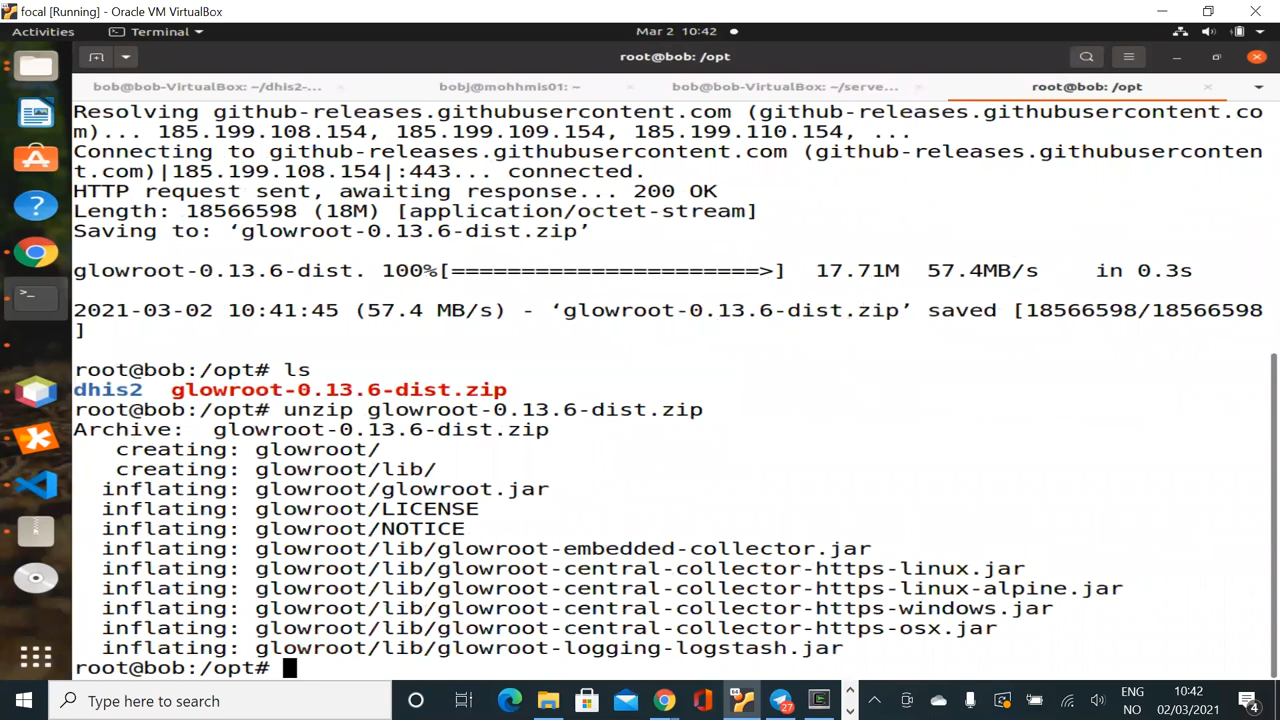 focal [Running] - Oracle VM VirtualBox
Activities
Terminal
Mar 2 10:42
root@bob: /opt
bob@bob-VirtualBox: ~/dhis2-...
bobj@mohhmis01: ~
bob@bob-VirtualBox: ~/serve...
root@bob: /opt
Resolving github-releases.githubusercontent.com (github-releases.githubusercontent.co
m)... 185.199.108.154, 185.199.109.154, 185.199.110.154, ...
Connecting to github-releases.githubusercontent.com (github-releases.githubuserconten
t.com)|185.199.108.154|:443... connected.
HTTP request sent, awaiting response... 200 OK
Length: 18566598 (18M) [application/octet-stream]
Saving to: ‘glowroot-0.13.6-dist.zip’
glowroot-0.13.6-dist. 100%[======================>] 17.71M 57.4MB/s in 0.3s
2021-03-02 10:41:45 (57.4 MB/s) - ‘glowroot-0.13.6-dist.zip’ saved [18566598/18566598
]
root@bob:/opt# ls
dhis2 glowroot-0.13.6-dist.zip
root@bob:/opt# unzip glowroot-0.13.6-dist.zip
Archive: glowroot-0.13.6-dist.zip
creating: glowroot/
creating: glowroot/lib/
inflating: glowroot/glowroot.jar
inflating: glowroot/LICENSE
inflating: glowroot/NOTICE
inflating: glowroot/lib/glowroot-embedded-collector.jar
inflating: glowroot/lib/glowroot-central-collector-https-linux.jar
inflating: glowroot/lib/glowroot-central-collector-https-linux-alpine.jar
inflating: glowroot/lib/glowroot-central-collector-https-windows.jar
inflating: glowroot/lib/glowroot-central-collector-https-osx.jar
inflating: glowroot/lib/glowroot-logging-logstash.jar
root@bob:/opt#
Type here to search
27
ENG
NO
10:42
02/03/2021
4